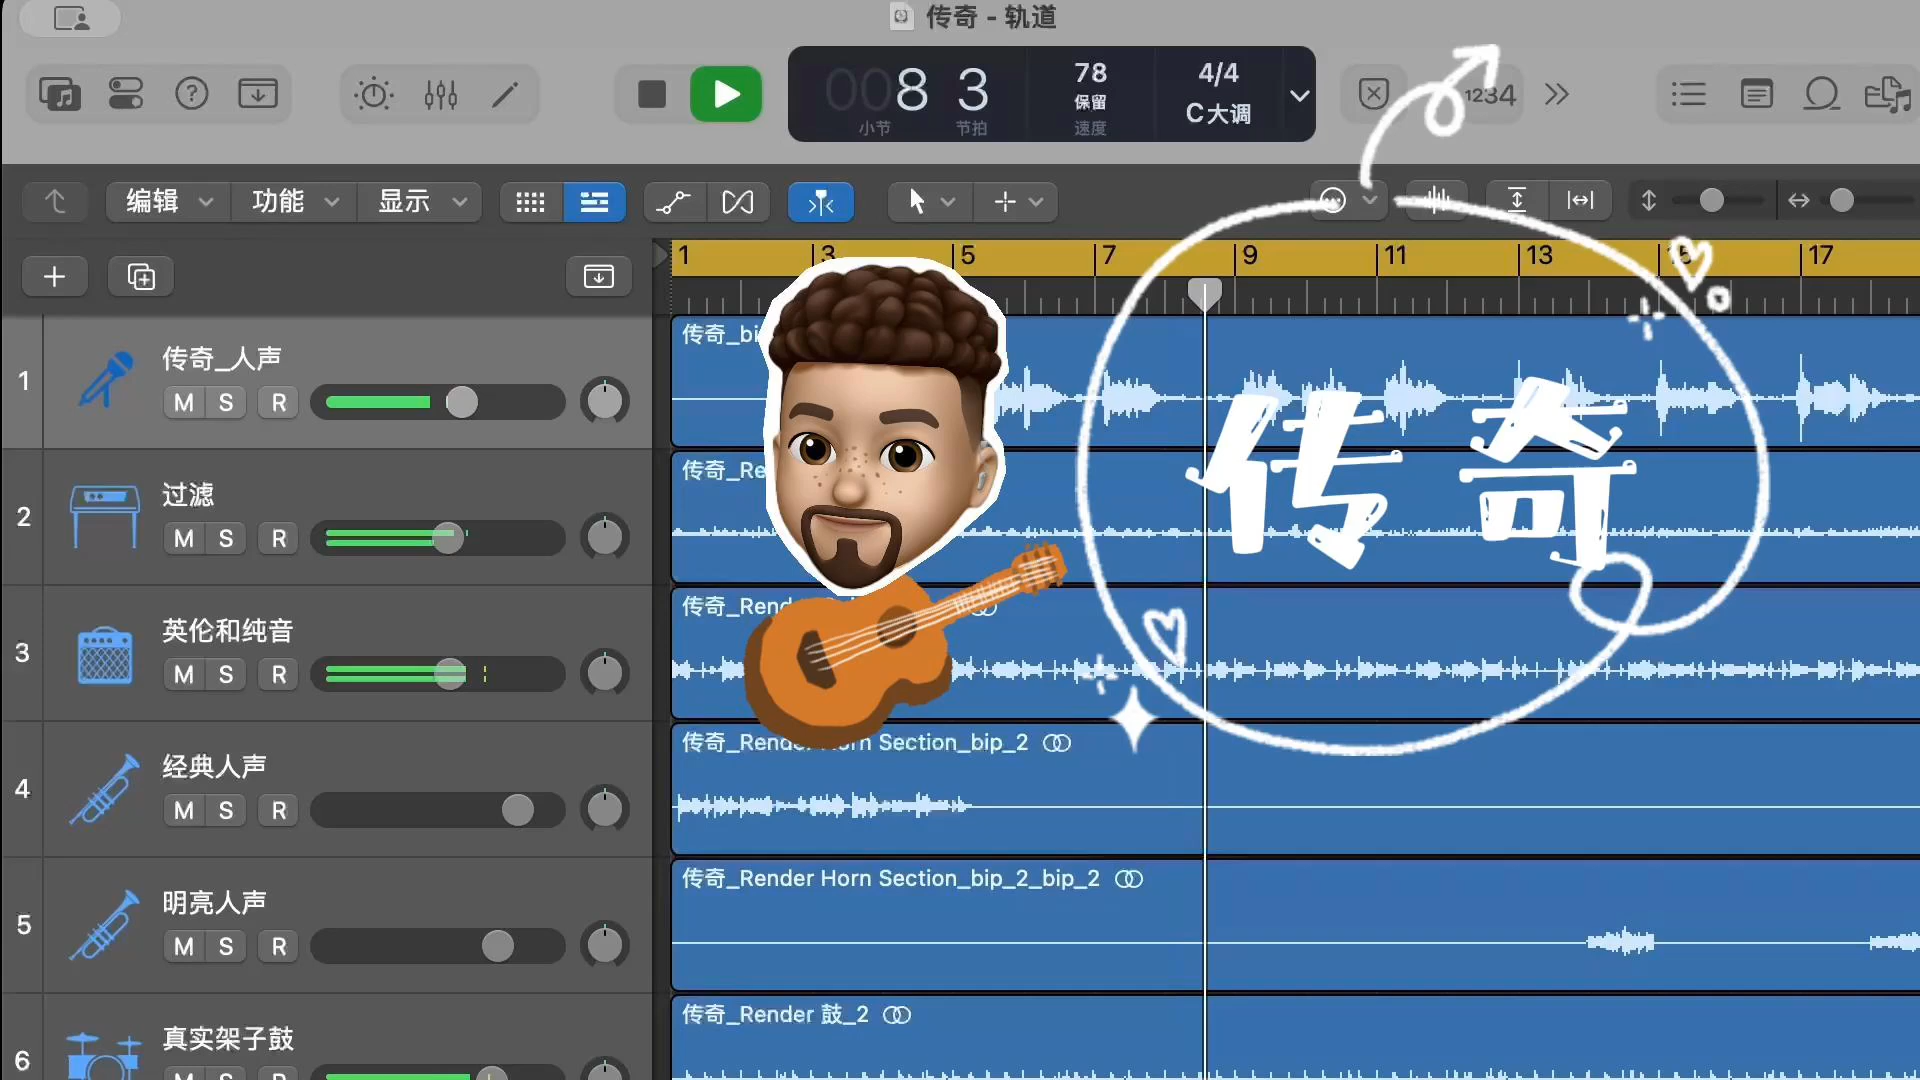 传奇 - 轨道
008 3
小节 节拍
78
保留
速度
4/4
C大调
1234
编辑 功能 显示
1 3 5 7 9 11 13 15 17
1 传奇_人声
M S R
传奇_bi
2 过滤
M S R
传奇_Re
3 英伦和纯音
M S R
传奇_Rend
4 经典人声
M S R
传奇_Render Horn Section_bip_2
5 明亮人声
M S R
传奇_Render Horn Section_bip_2_bip_2
6 真实架子鼓
M S R
传奇_Render 鼓_2
传奇